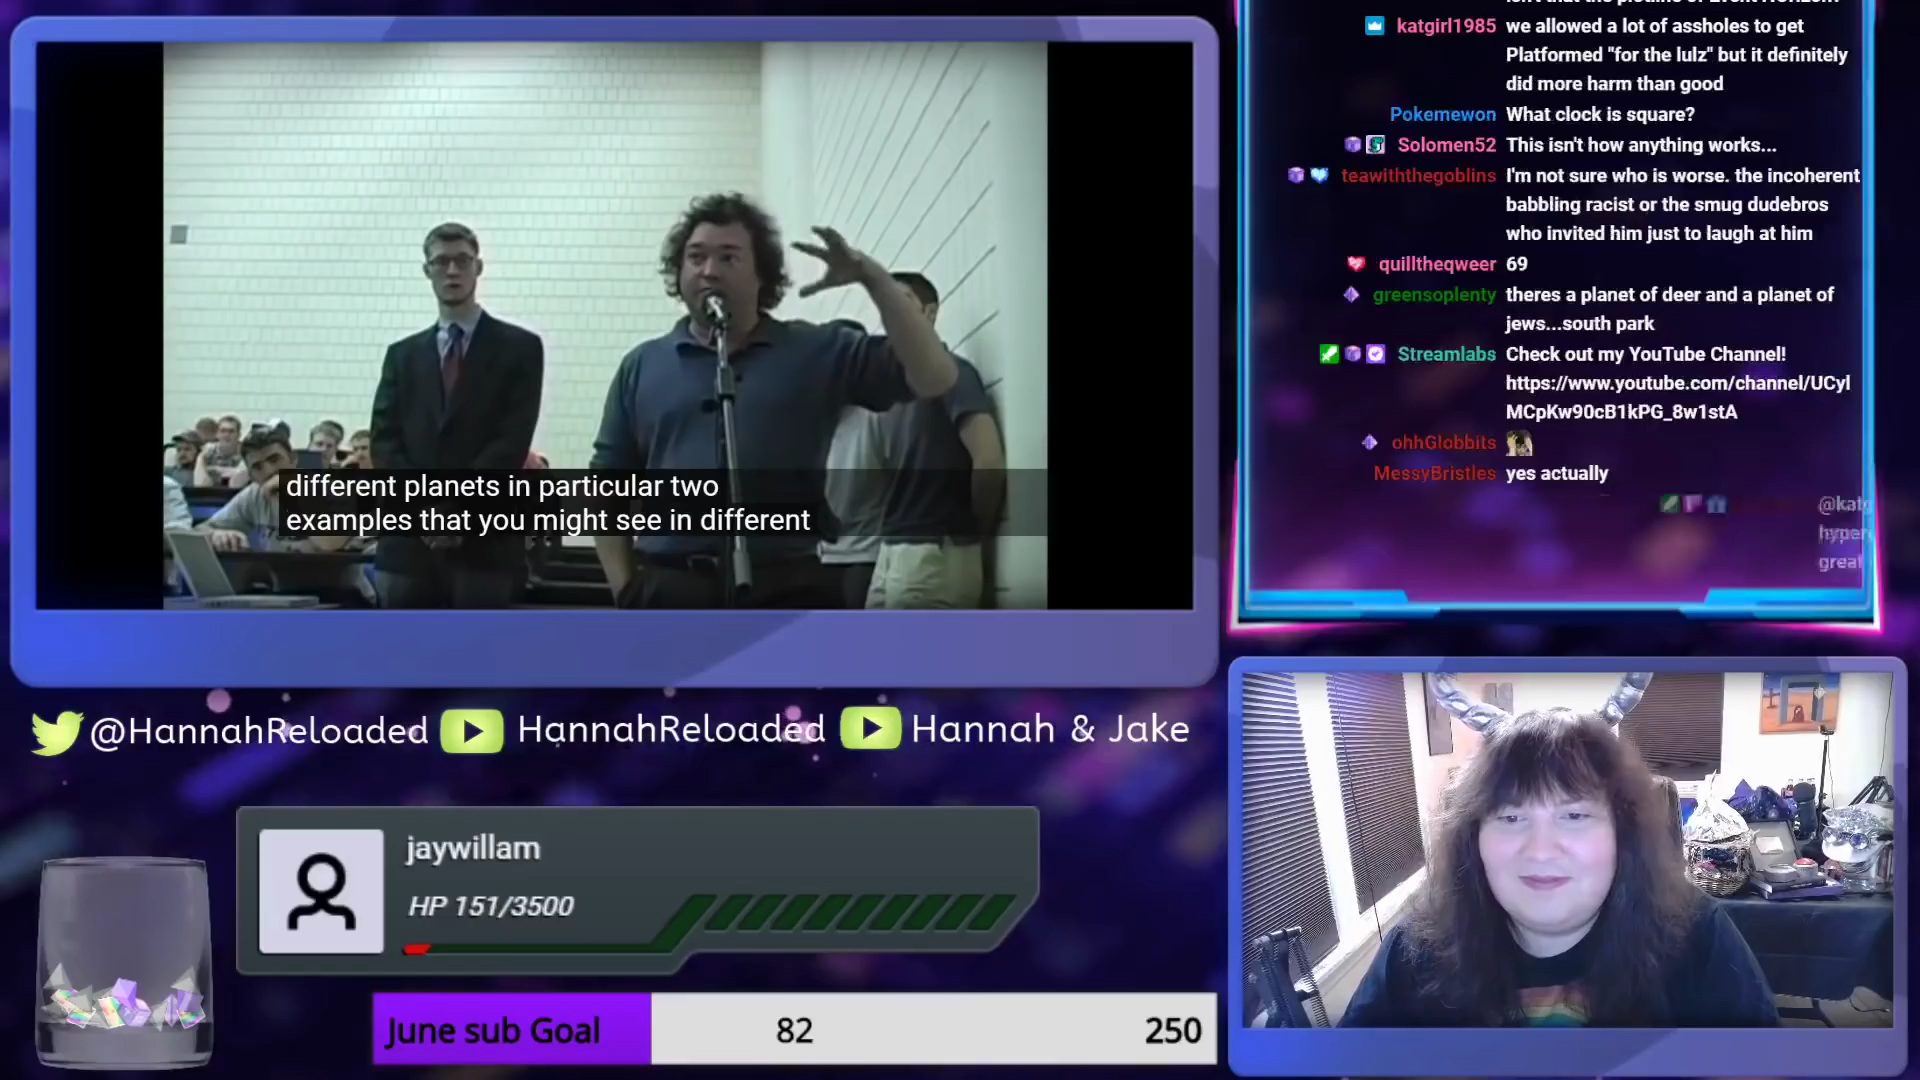 different planets in particular two
examples that you might see in different
katgirl1985 we allowed a lot of assholes to get
Platformed "for the lulz" but it definitely
did more harm than good
Pokemewon What clock is square?
Solomen52 This isn't how anything works...
teawiththegoblins I'm not sure who is worse. the incoherent
babbling racist or the smug dudebros
who invited him just to laugh at him
quilltheqweer 69
greensoplenty theres a planet of deer and a planet of
jews...south park
Streamlabs Check out my YouTube Channel!
https://www.youtube.com/channel/UCyl
MCpKw90cB1kPG_8w1stA
ohhGlobbits
MessyBristles yes actually
@HannahReloaded HannahReloaded Hannah & Jake
jaywillam
HP 151/3500
June sub Goal 82 250